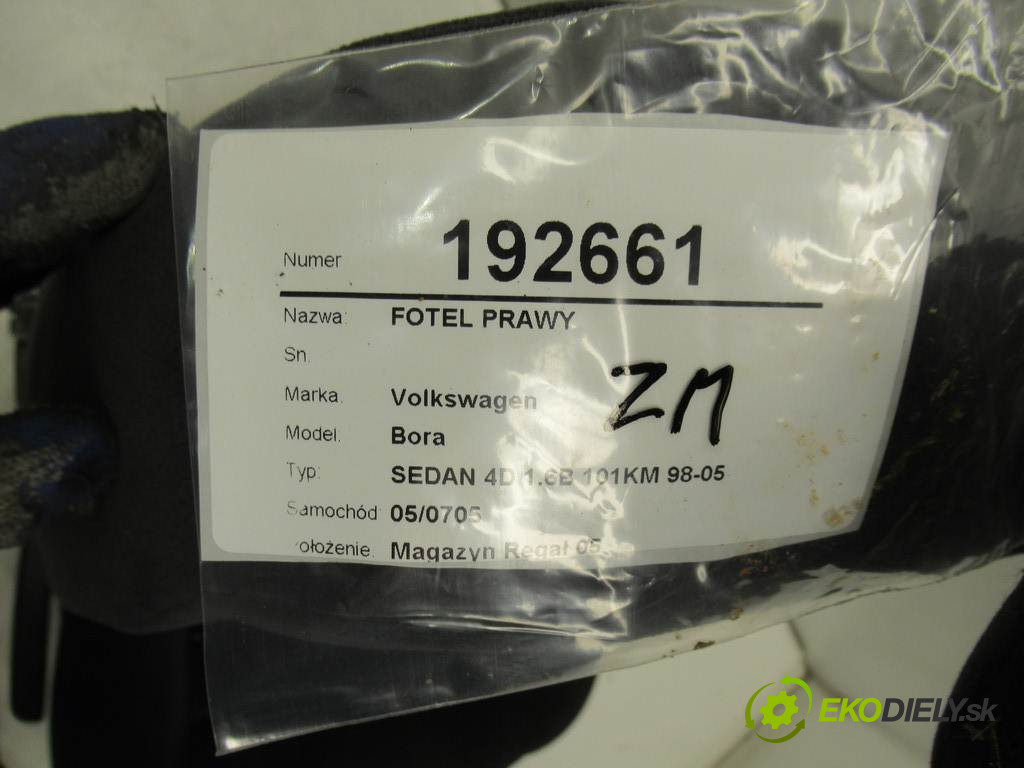 Numer 192661
Nazwa: FOTEL PRAWY
Sn.
Marka. Volkswagen
ZM
Model. Bora
Typ: SEDAN 4D 1.6B 101KM 98-05
Samochód 05/0705
ołożenie. Magazyn Regał 05
EKODIELY.sk